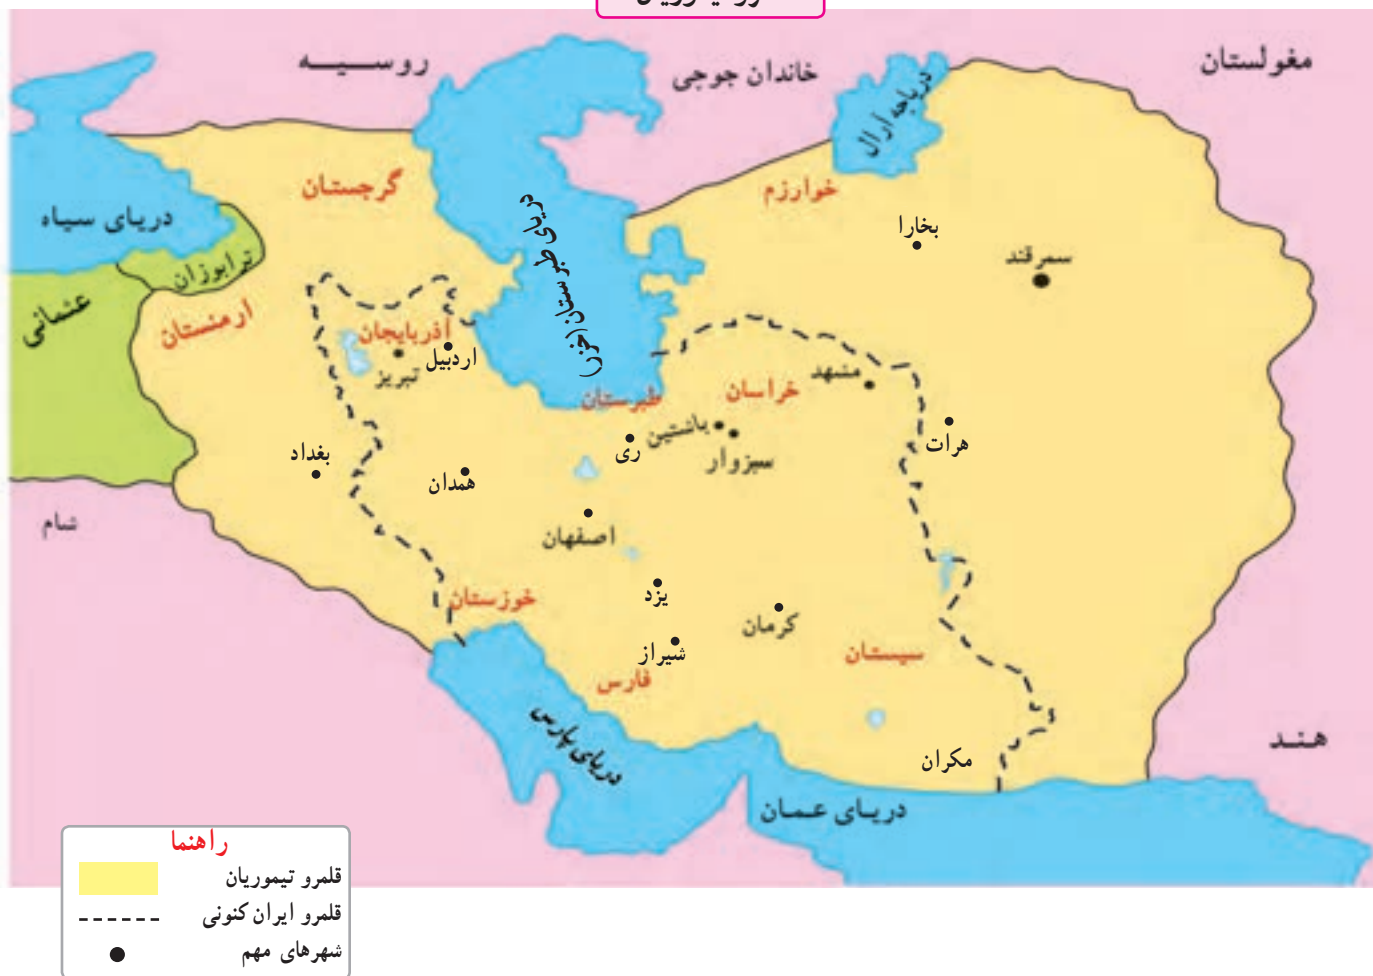 روسیه
خاندان جوجی
مغولستان
دریاچه آرال
گرجستان
خوارزم
دریای سیاه
ترابوزان
دریای طبرستان (خزر)
بخارا
سمرقند
عثمانی
ارمنستان
آذربایجان
اردبیل
تبریز
مشهد
خراسان
طبرستان
باشتین
سبزوار
ری
هرات
بغداد
همدان
شام
اصفهان
خوزستان
یزد
کرمان
شیراز
سیستان
فارس
دریای پارس
هند
مکران
دریای عمان
راهنما
قلمرو تیموریان
قلمرو ایران کنونی
شهرهای مهم